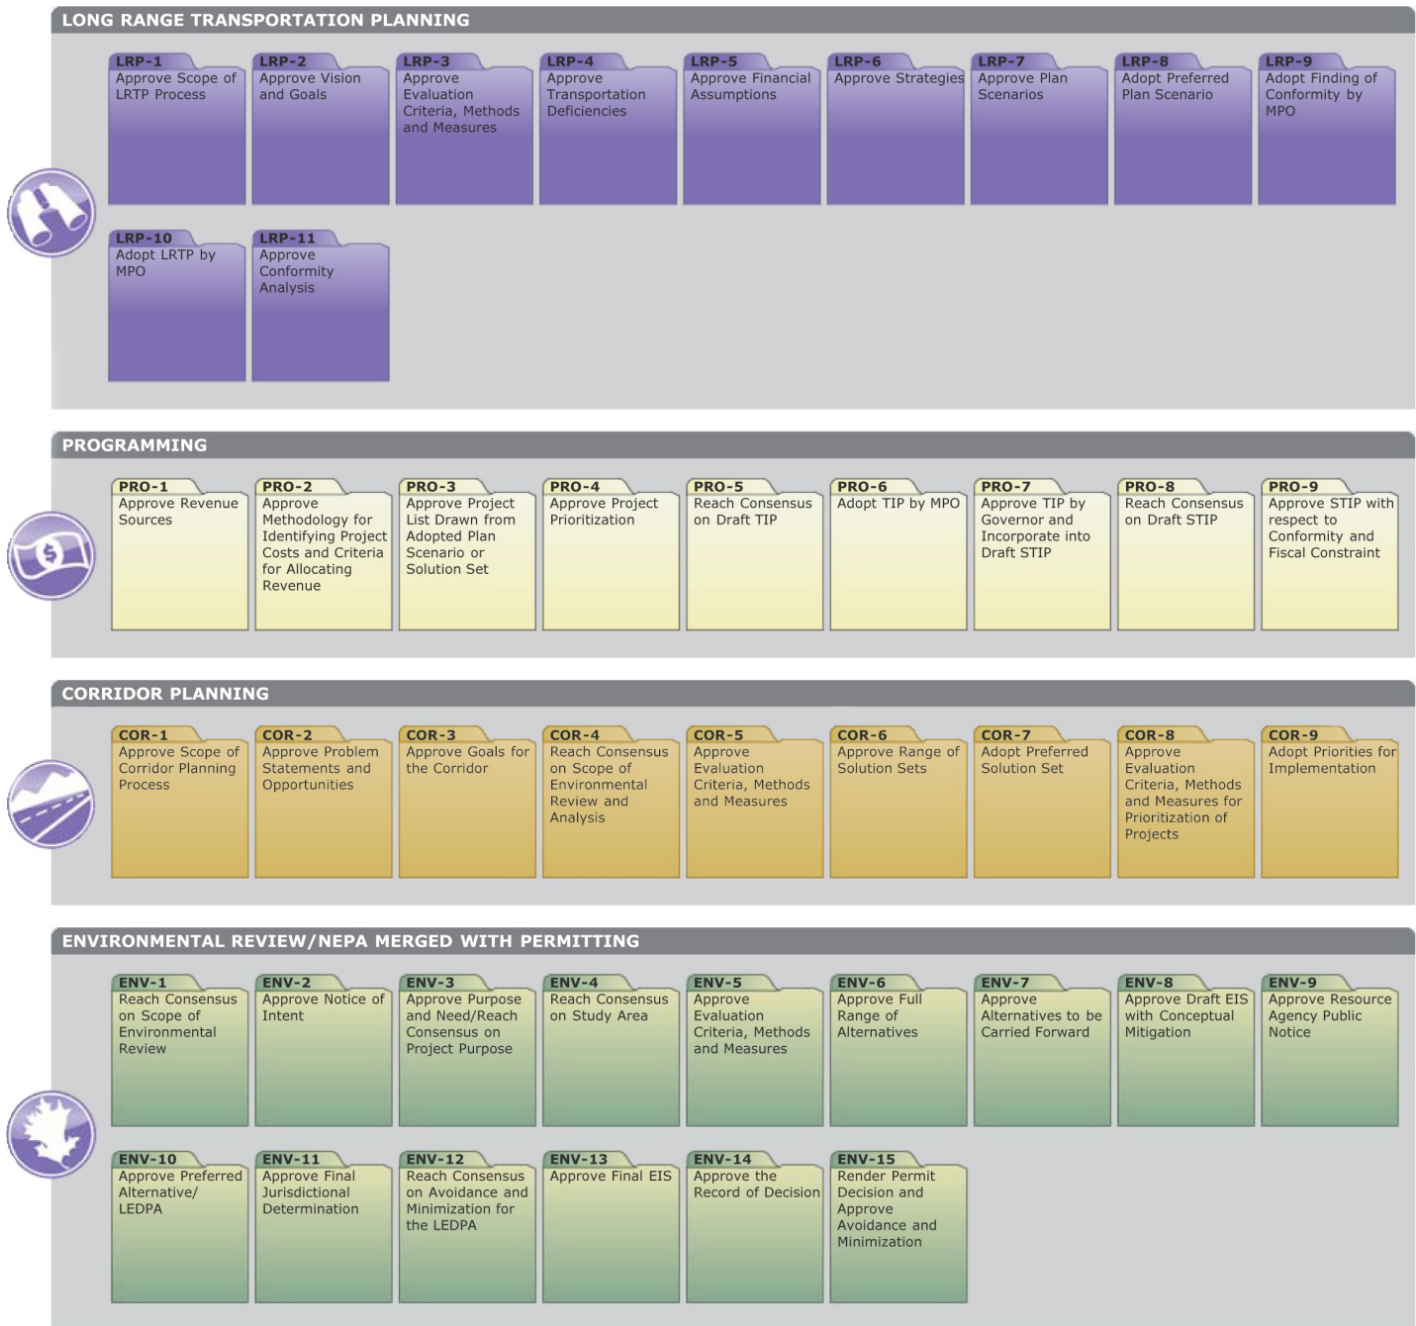 LONG RANGE TRANSPORTATION PLANNING
LRP-1
Approve Scope of
LRTP Process
LRP-2
Approve Vision
and Goals
LRP-3
Approve
Evaluation
Criteria, Methods
and Measures
LRP-4
Approve
Transportation
Deficiencies
LRP-5
Approve Financial
Assumptions
LRP-6
Approve Strategies
LRP-7
Approve Plan
Scenarios
LRP-8
Adopt Preferred
Plan Scenario
LRP-9
Adopt Finding of
Conformity by
MPO
LRP-10
Adopt LRTP by
MPO
LRP-11
Approve
Conformity
Analysis
PROGRAMMING
PRO-1
Approve Revenue
Sources
PRO-2
Approve
Methodology for
Identifying Project
Costs and Criteria
for Allocating
Revenue
PRO-3
Approve Project
List Drawn from
Adopted Plan
Scenario or
Solution Set
PRO-4
Approve Project
Prioritization
PRO-5
Reach Consensus
on Draft TIP
PRO-6
Adopt TIP by MPO
PRO-7
Approve TIP by
Governor and
Incorporate into
Draft STIP
PRO-8
Reach Consensus
on Draft STIP
PRO-9
Approve STIP with
respect to
Conformity and
Fiscal Constraint
$
CORRIDOR PLANNING
COR-1
Approve Scope of
Corridor Planning
Process
COR-2
Approve Problem
Statements and
Opportunities
COR-3
Approve Goals for
the Corridor
COR-4
Reach Consensus
on Scope of
Environmental
Review and
Analysis
COR-5
Approve
Evaluation
Criteria, Methods
and Measures
COR-6
Approve Range of
Solution Sets
COR-7
Adopt Preferred
Solution Set
COR-8
Approve
Evaluation
Criteria, Methods
and Measures for
Prioritization of
Projects
COR-9
Adopt Priorities for
Implementation
ENVIRONMENTAL REVIEW/NEPA MERGED WITH PERMITTING
ENV-1
Reach Consensus
on Scope of
Environmental
Review
ENV-2
Approve Notice of
Intent
ENV-3
Approve Purpose
and Need/Reach
Consensus on
Project Purpose
ENV-4
Reach Consensus
on Study Area
ENV-5
Approve
Evaluation
Criteria, Methods
and Measures
ENV-6
Approve Full
Range of
Alternatives
ENV-7
Approve
Alternatives to be
Carried Forward
ENV-8
Approve Draft EIS
with Conceptual
Mitigation
ENV-9
Approve Resource
Agency Public
Notice
ENV-10
Approve Preferred
Alternative/
LEDPA
ENV-11
Approve Final
Jurisdictional
Determination
ENV-12
Reach Consensus
on Avoidance and
Minimization for
the LEDPA
ENV-13
Approve Final EIS
ENV-14
Approve the
Record of Decision
ENV-15
Render Permit
Decision and
Approve
Avoidance and
Minimization